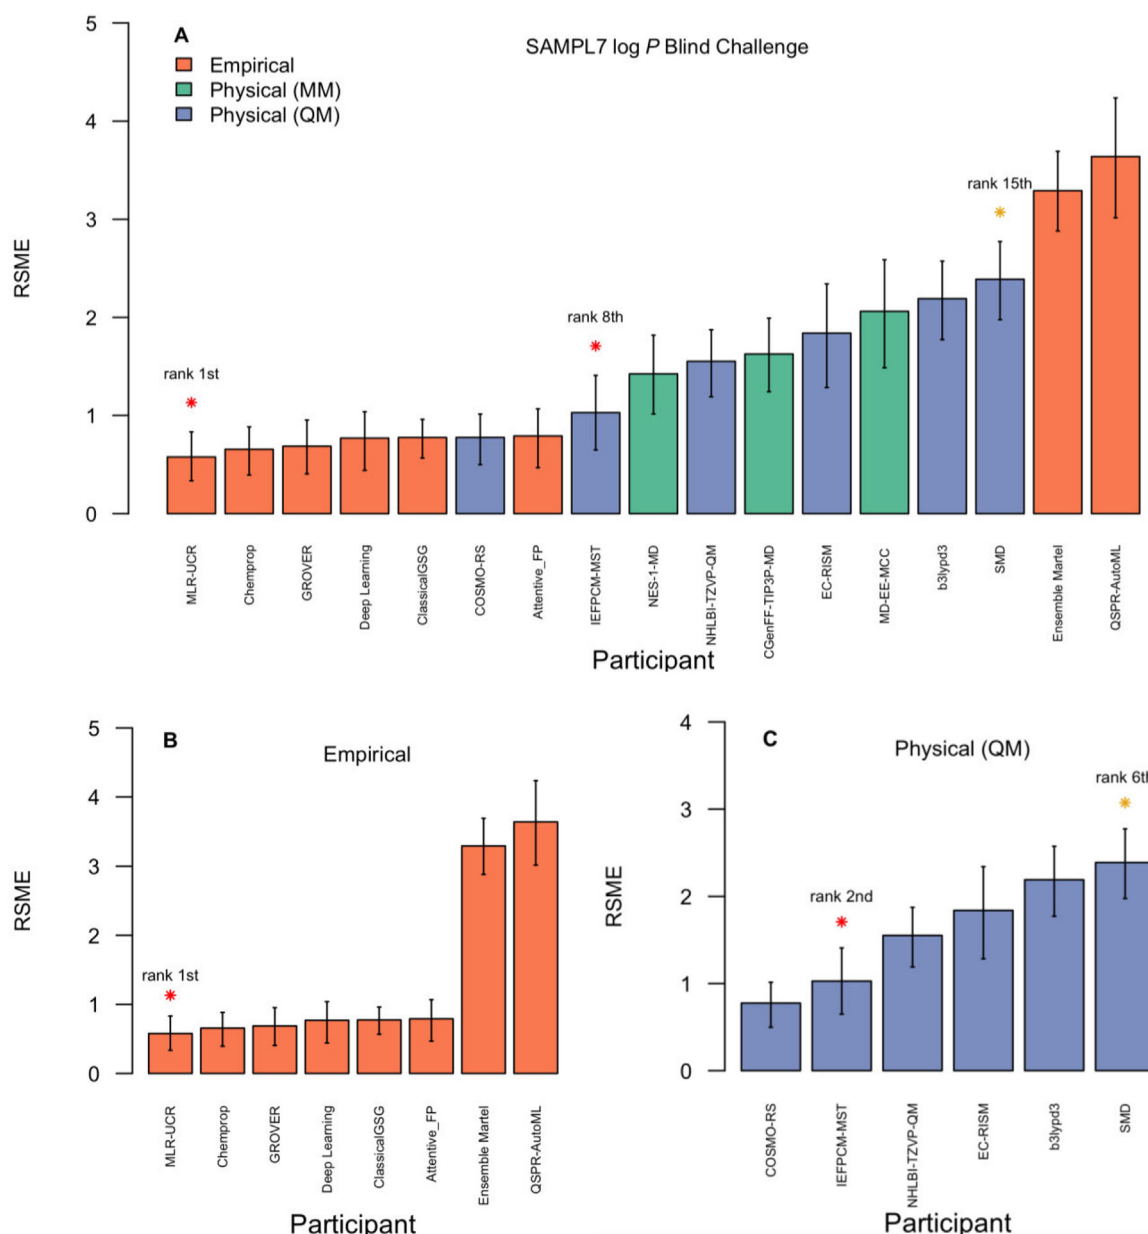 A
SAMPL7 log P Blind Challenge
Empirical
Physical (MM)
Physical (QM)
RSME
5
4
3
2
1
0
rank 1st
rank 8th
rank 15th
MLR-UCR
Chemprop
GROVER
Deep Learning
ClassicalGSG
COSMO-RS
Attentive_FP
IEFPCM-MST
NES-1-MD
NHLBI-TZVP-QM
CGenFF-TIP3P-MD
EC-RISM
MD-EE-MCC
b3lypd3
SMD
Ensemble Martel
QSPR-AutoML
Participant
B
Empirical
RSME
5
4
3
2
1
0
rank 1st
MLR-UCR
Chemprop
GROVER
Deep Learning
ClassicalGSG
Attentive_FP
Ensemble Martel
QSPR-AutoML
Participant
C
Physical (QM)
RSME
4
3
2
1
0
rank 2nd
rank 6th
COSMO-RS
IEFPCM-MST
NHLBI-TZVP-QM
EC-RISM
b3lypd3
SMD
Participant